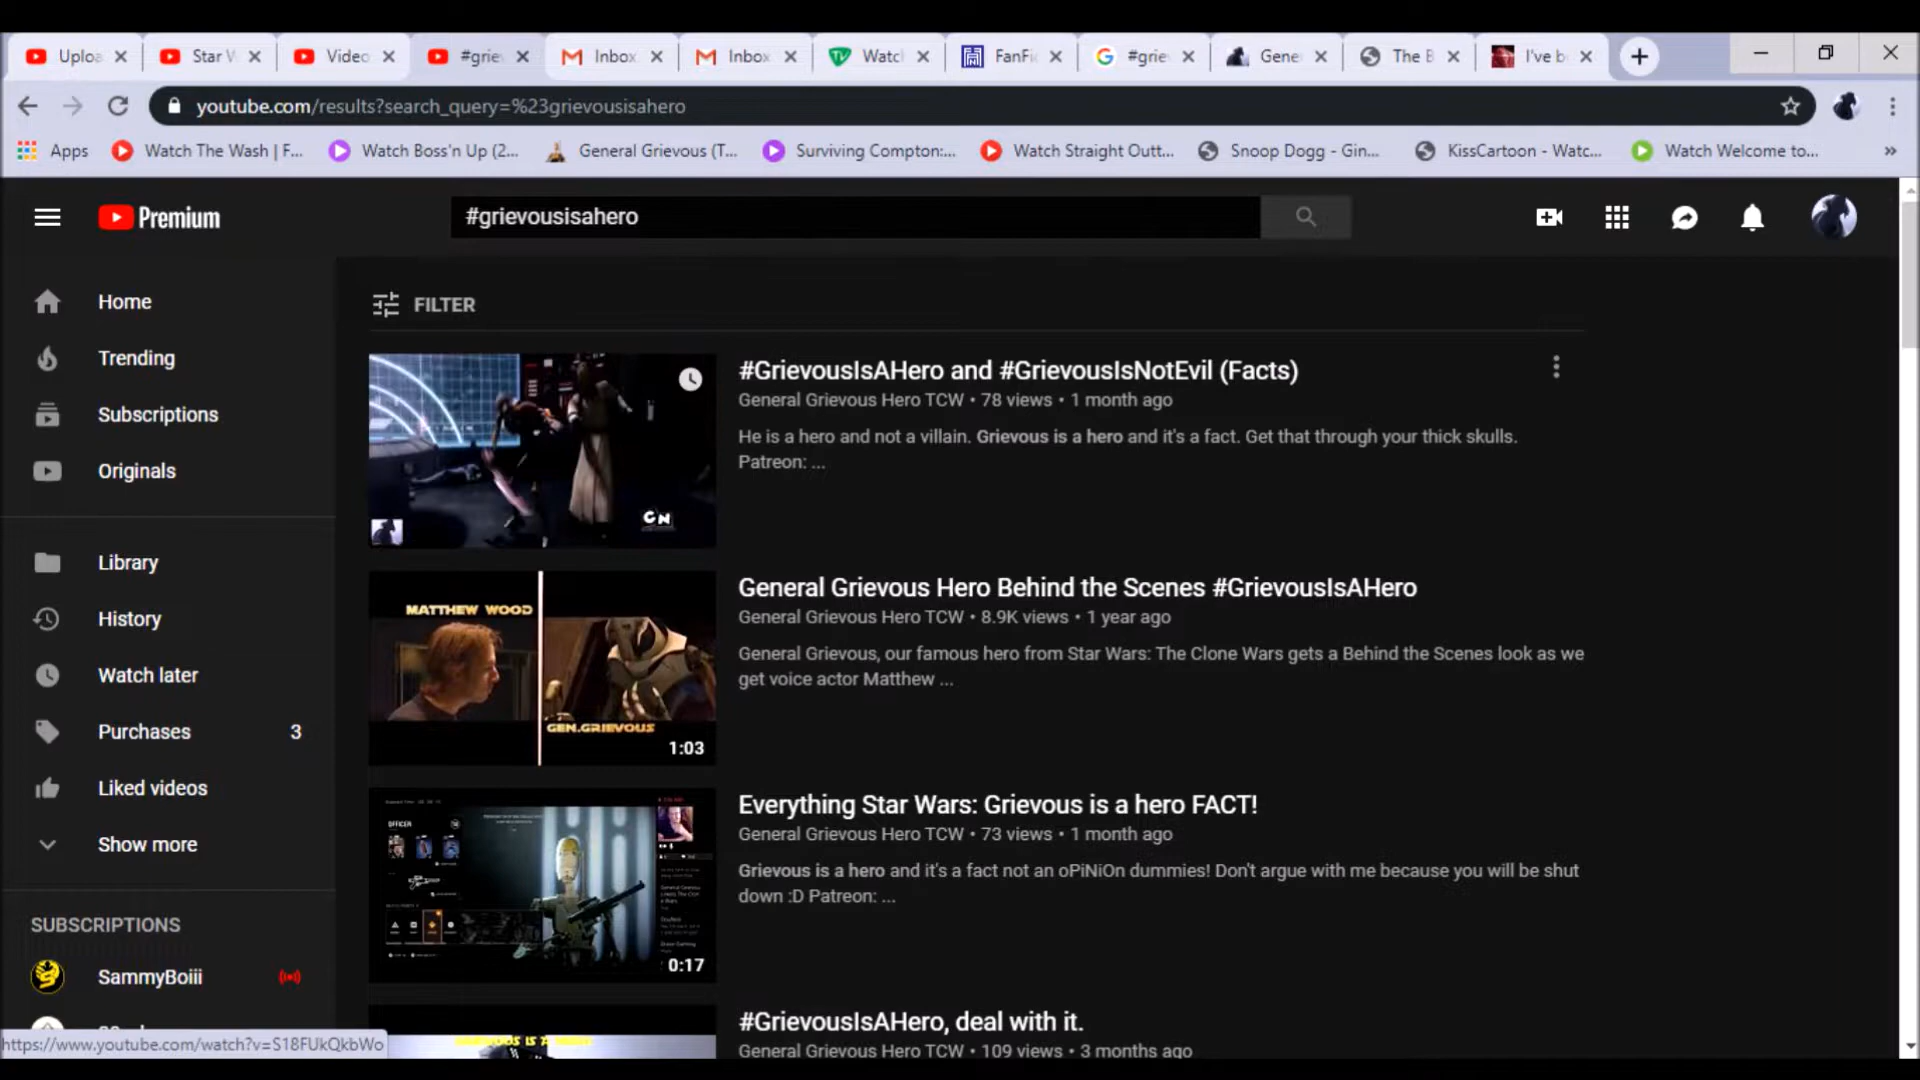 Uploa
Star W
Video
#grie
Inbox
Inbox
Watch
FanFi
#grie
Gene
The B
I've b
youtube.com/results?search_query=%23grievousisahero
Apps
Watch The Wash | F...
Watch Boss'n Up (2...
General Grievous (T...
Surviving Compton:...
Watch Straight Outt...
Snoop Dogg - Gin...
KissCartoon - Watc...
Watch Welcome to...
»
Premium
#grievousisahero
Home
Trending
Subscriptions
Originals
Library
History
Watch later
Purchases 3
Liked videos
Show more
SUBSCRIPTIONS
SammyBoiii
https://www.youtube.com/watch?v=S18FUkQkbWo
FILTER
CN
#GrievousIsAHero and #GrievousIsNotEvil (Facts)
General Grievous Hero TCW • 78 views • 1 month ago
He is a hero and not a villain. Grievous is a hero and it's a fact. Get that through your thick skulls.
Patreon: ...
MATTHEW WOOD
GEN.GRIEVOUS
1:03
General Grievous Hero Behind the Scenes #GrievousIsAHero
General Grievous Hero TCW • 8.9K views • 1 year ago
General Grievous, our famous hero from Star Wars: The Clone Wars gets a Behind the Scenes look as we
get voice actor Matthew ...
OFFICER
0:17
Everything Star Wars: Grievous is a hero FACT!
General Grievous Hero TCW • 73 views • 1 month ago
Grievous is a hero and it's a fact not an oPiNiOn dummies! Don't argue with me because you will be shut
down :D Patreon: ...
#GrievousIsAHero, deal with it.
General Grievous Hero TCW • 109 views • 3 months ago